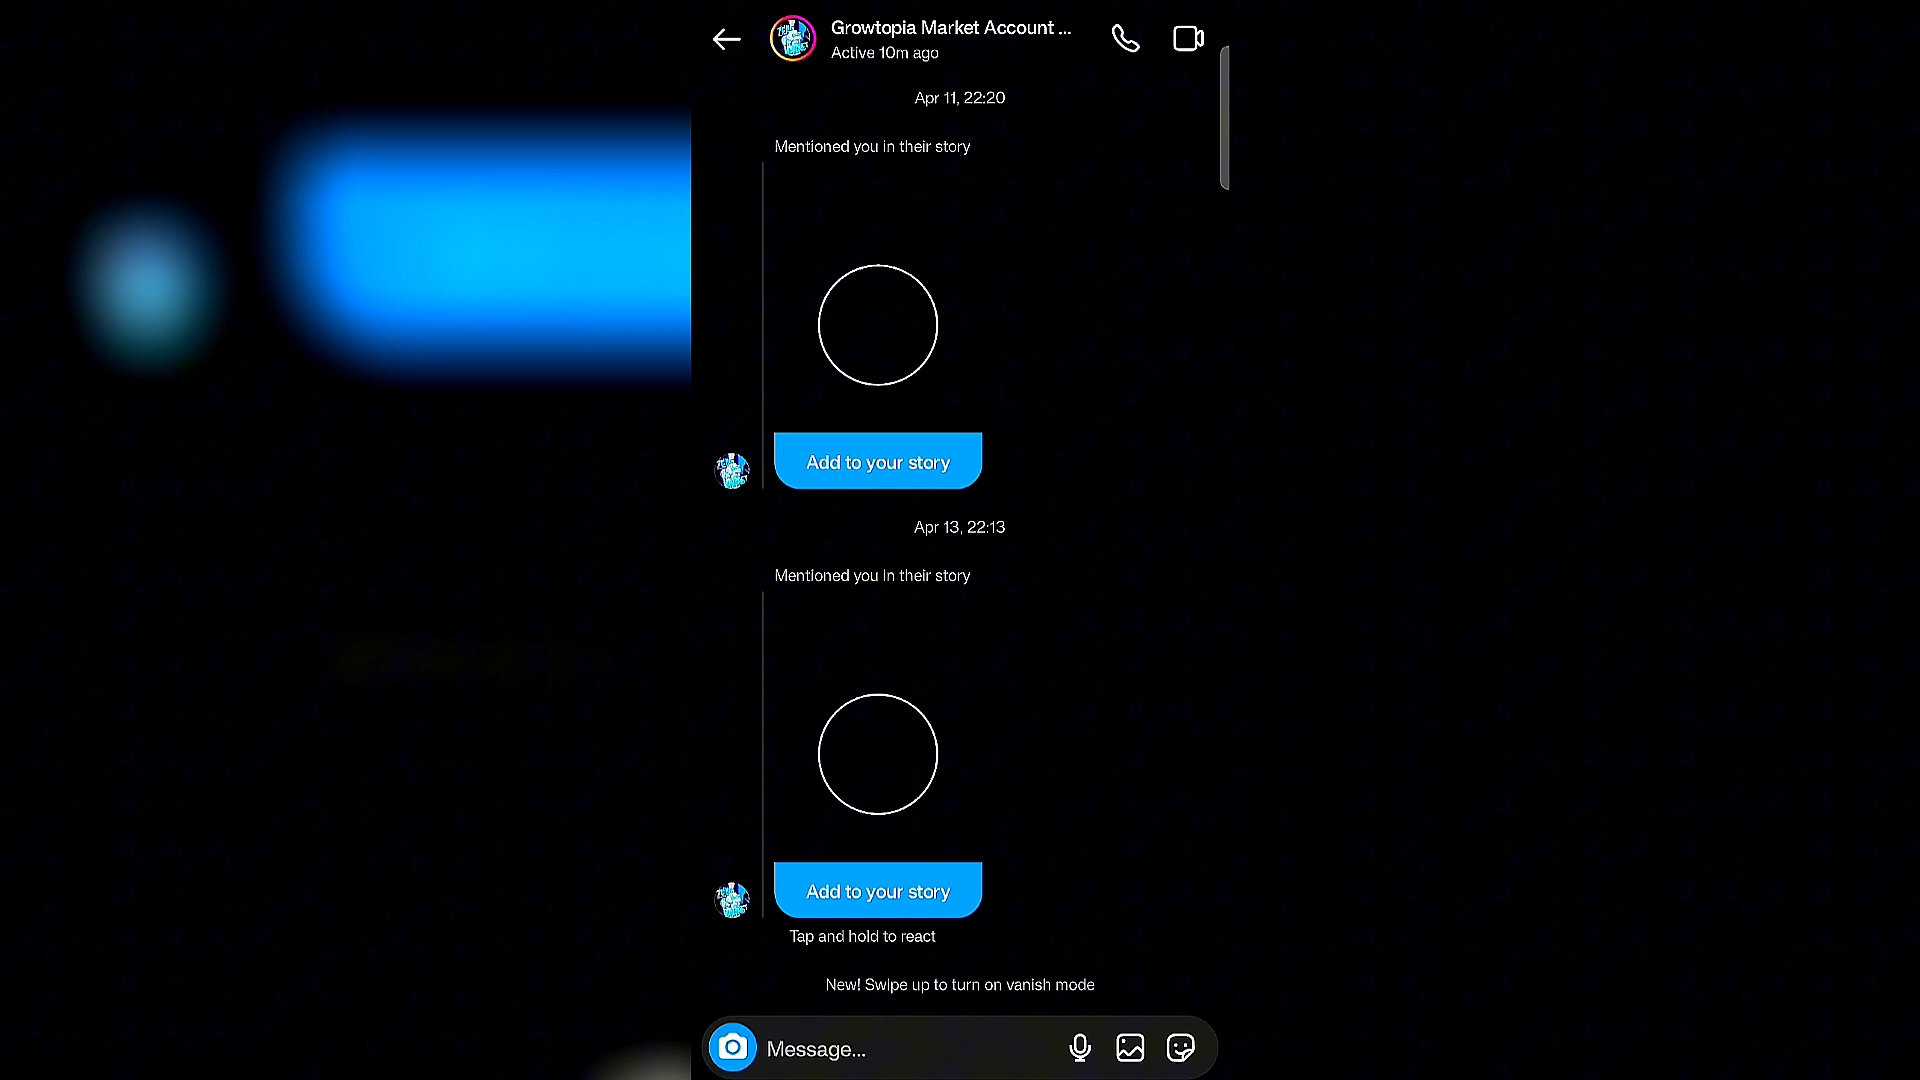 Growtopia Market Account ...
Active 10m ago
Apr 11, 22:20
Mentioned you in their story
Add to your story
Apr 13, 22:13
Mentioned you in their story
Add to your story
Tap and hold to react
New! Swipe up to turn on vanish mode
Message...